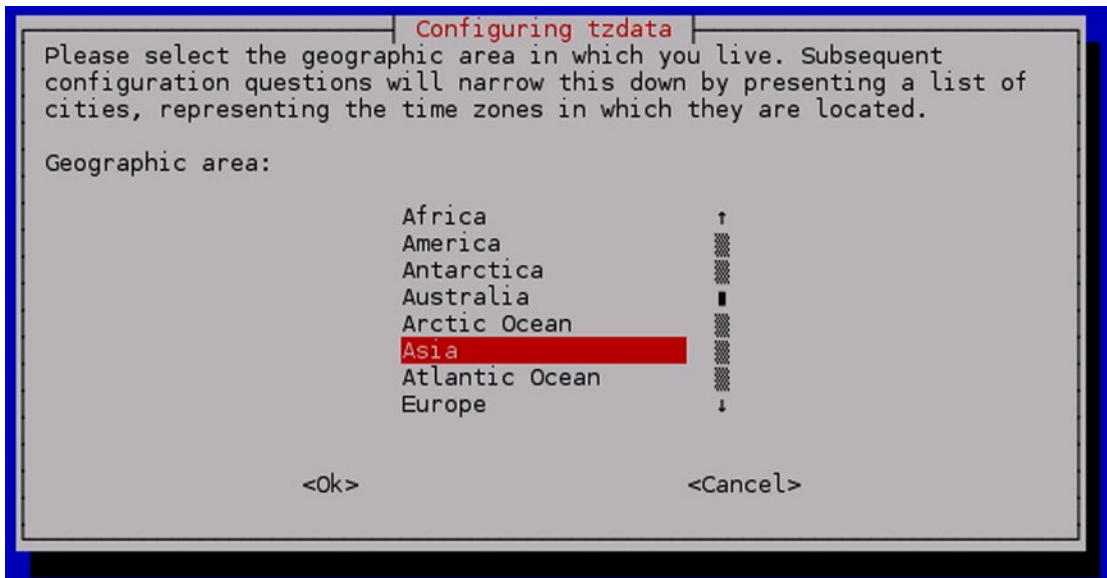 Configuring tzdata
Please select the geographic area in which you live. Subsequent
configuration questions will narrow this down by presenting a list of
cities, representing the time zones in which they are located.
Geographic area:
Africa
America
Antarctica
Australia
Arctic Ocean
Asia
Atlantic Ocean
Europe
<Ok> <Cancel>